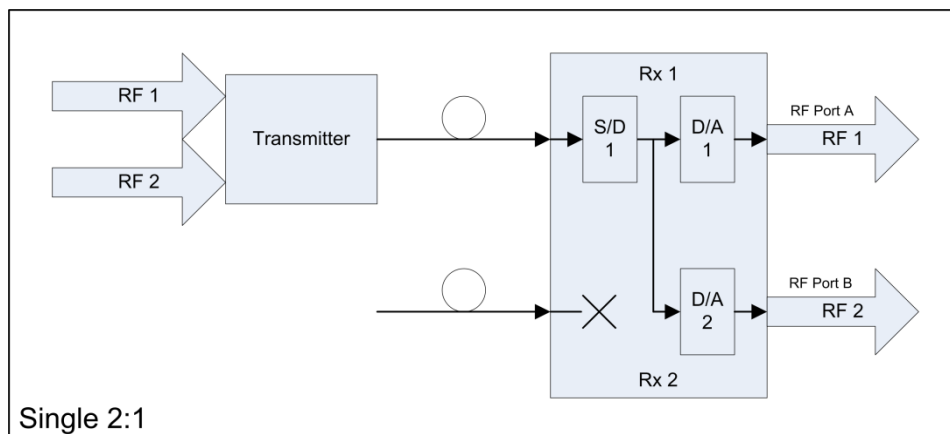 RF 1
RF 2
Transmitter
Rx 1
S/D
1
D/A
1
RF Port A
RF 1
D/A
2
RF Port B
RF 2
Rx 2
Single 2:1